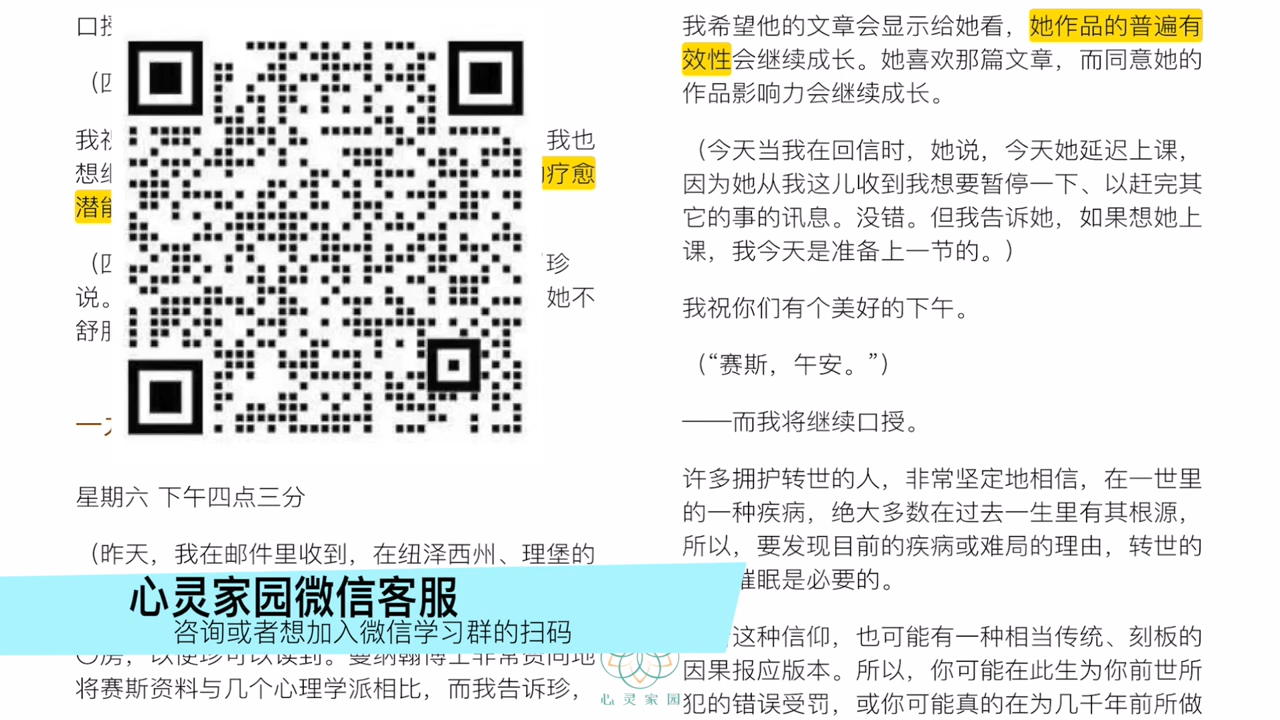 口授
（四
我祝
我也
想继
疗愈
潜能
（四
珍
说。
她不
舒服
一九
星期六 下午四点三分
（昨天，我在邮件里收到，在纽泽西州、理堡的
心灵家园微信客服
咨询或者想加入微信学习群的扫码
〇房，以便珍可以读到。曼纳翰博士非常赞同地
将赛斯资料与几个心理学派相比，而我告诉珍，
我希望他的文章会显示给她看，她作品的普遍有
效性会继续成长。她喜欢那篇文章，而同意她的
作品影响力会继续成长。
（今天当我在回信时，她说，今天她延迟上课，
因为她从我这儿收到我想要暂停一下、以赶完其
它的事的讯息。没错。但我告诉她，如果想她上
课，我今天是准备上一节的。）
我祝你们有个美好的下午。
（“赛斯，午安。”）
——而我将继续口授。
许多拥护转世的人，非常坚定地相信，在一世里
的一种疾病，绝大多数在过去一生里有其根源，
所以，要发现目前的疾病或难局的理由，转世的
催眠是必要的。
这种信仰，也可能有一种相当传统、刻板的
因果报应版本。所以，你可能在此生为你前世所
犯的错误受罚，或你可能真的在为几千年前所做
心灵家园